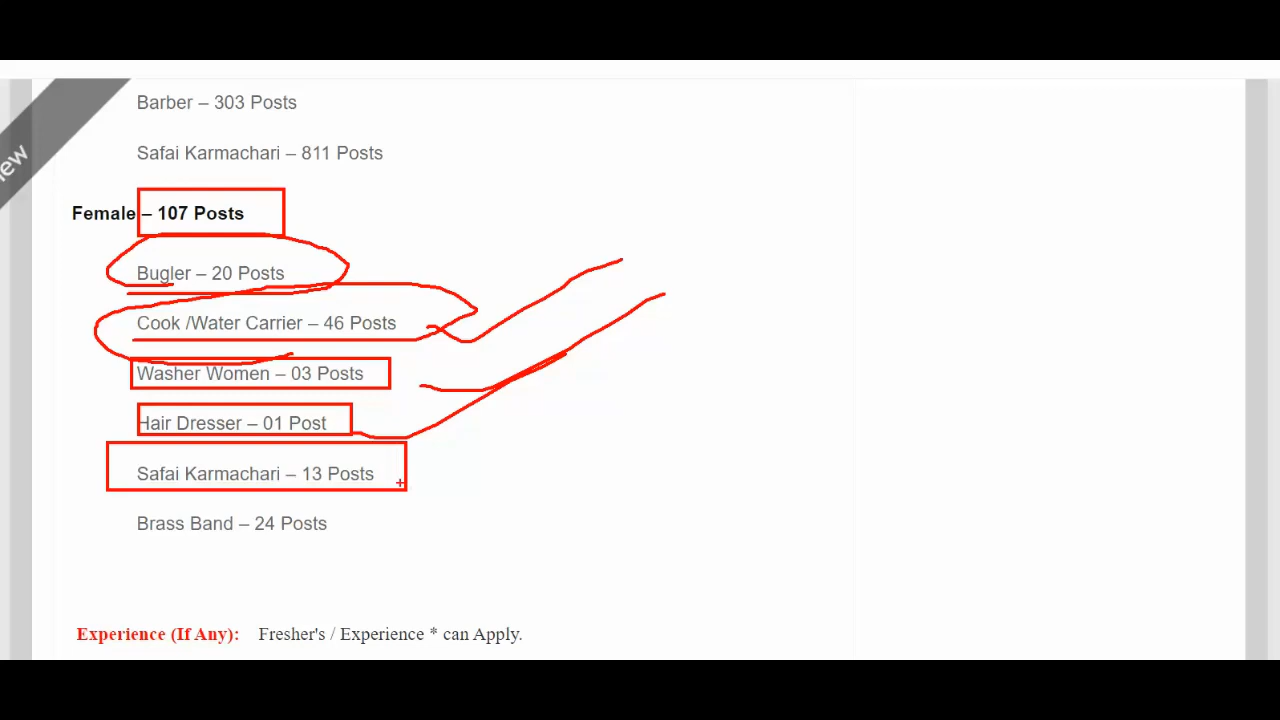 Barber – 303 Posts
Safai Karmachari – 811 Posts
Female – 107 Posts
Bugler – 20 Posts
Cook /Water Carrier – 46 Posts
Washer Women – 03 Posts
Hair Dresser – 01 Post
Safai Karmachari – 13 Posts
Brass Band – 24 Posts
Experience (If Any): Fresher's / Experience * can Apply.